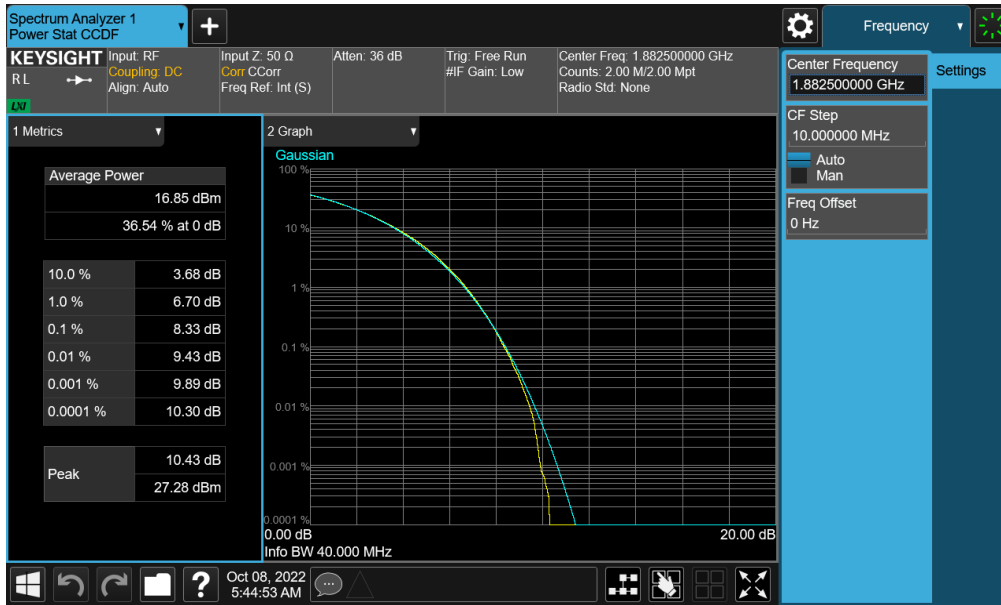 Spectrum Analyzer 1
Power Stat CCDF
Frequency
KEYSIGHT
R L
LXI
Input: RF
Coupling: DC
Align: Auto
Input Z: 50 Ω
Corr CCorr
Freq Ref: Int (S)
Atten: 36 dB
Trig: Free Run
#IF Gain: Low
Center Freq: 1.882500000 GHz
Counts: 2.00 M/2.00 Mpt
Radio Std: None
Center Frequency
1.882500000 GHz
Settings
CF Step
10.000000 MHz
Auto
Man
Freq Offset
0 Hz
1 Metrics
Average Power
16.85 dBm
36.54 % at 0 dB
10.0 % 3.68 dB
1.0 % 6.70 dB
0.1 % 8.33 dB
0.01 % 9.43 dB
0.001 % 9.89 dB
0.0001 % 10.30 dB
Peak
10.43 dB
27.28 dBm
2 Graph
Gaussian
100 %
10 %
1 %
0.1 %
0.01 %
0.001 %
0.0001 %
0.00 dB 20.00 dB
Info BW 40.000 MHz
?
Oct 08, 2022
5:44:53 AM